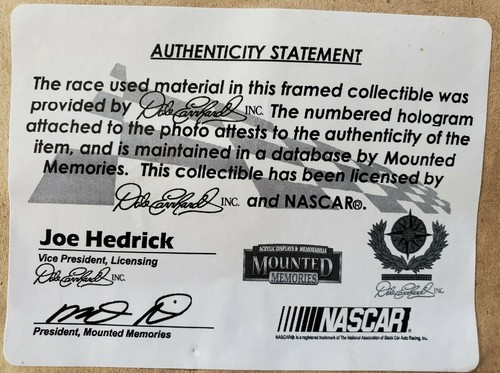 AUTHENTICITY STATEMENT
The race used material in this framed collectible was
provided by Dale Earnhardt INC. The numbered hologram
attached to the photo attests to the authenticity of the
item, and is maintained in a database by Mounted
Memories. This collectible has been licensed by
Dale Earnhardt INC. and NASCAR®.
Joe Hedrick
Vice President, Licensing
Dale Earnhardt INC.
President, Mounted Memories
ACRYLIC DISPLAYS & MEMORABILIA
MOUNTED
MEMORIES
Dale Earnhardt INC.
NASCAR®
NASCAR® is a registered trademark of The National Association of Stock Car Auto Racing, Inc.